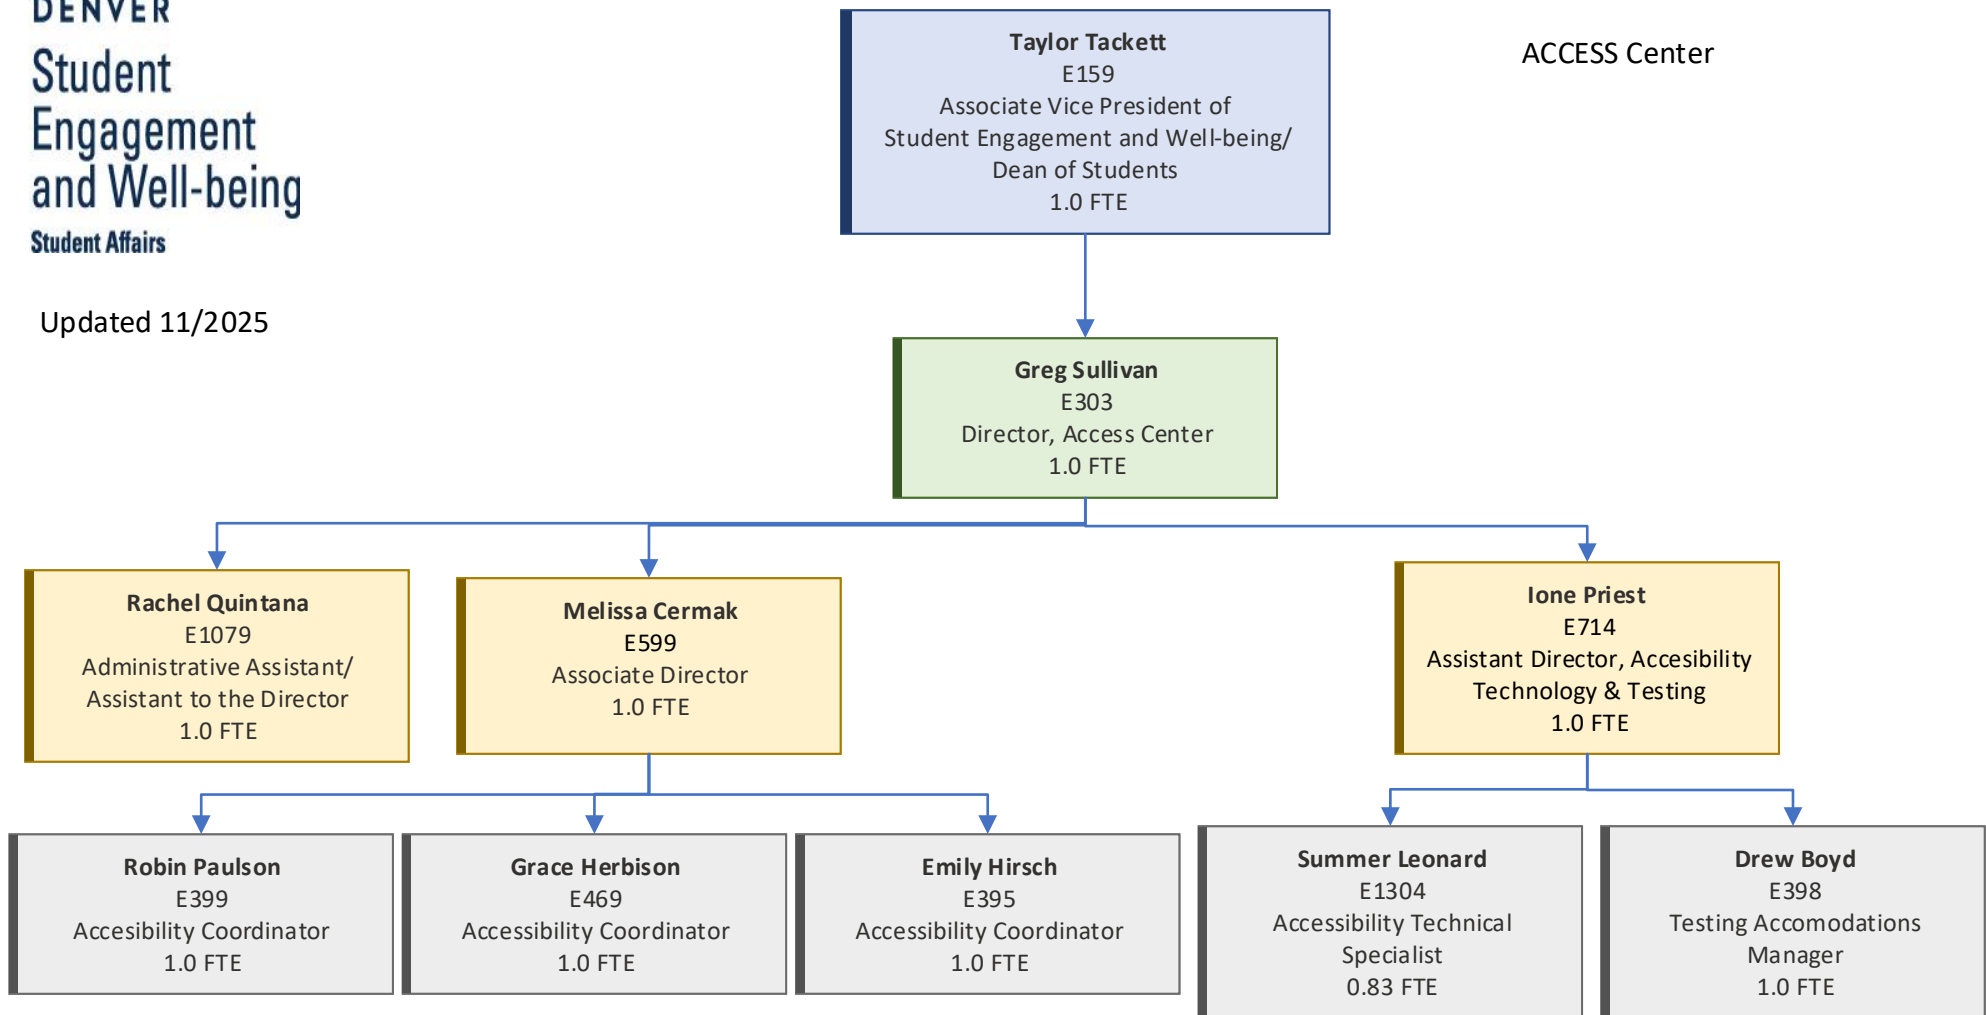 DENVER
Student
Engagement
and Well-being
Student Affairs
Updated 11/2025
ACCESS Center
Taylor Tackett
E159
Associate Vice President of
Student Engagement and Well-being/
Dean of Students
1.0 FTE
Greg Sullivan
E303
Director, Access Center
1.0 FTE
Rachel Quintana
E1079
Administrative Assistant/
Assistant to the Director
1.0 FTE
Melissa Cermak
E599
Associate Director
1.0 FTE
Ione Priest
E714
Assistant Director, Accesibility
Technology & Testing
1.0 FTE
Robin Paulson
E399
Accesibility Coordinator
1.0 FTE
Grace Herbison
E469
Accessibility Coordinator
1.0 FTE
Emily Hirsch
E395
Accessibility Coordinator
1.0 FTE
Summer Leonard
E1304
Accessibility Technical
Specialist
0.83 FTE
Drew Boyd
E398
Testing Accomodations
Manager
1.0 FTE